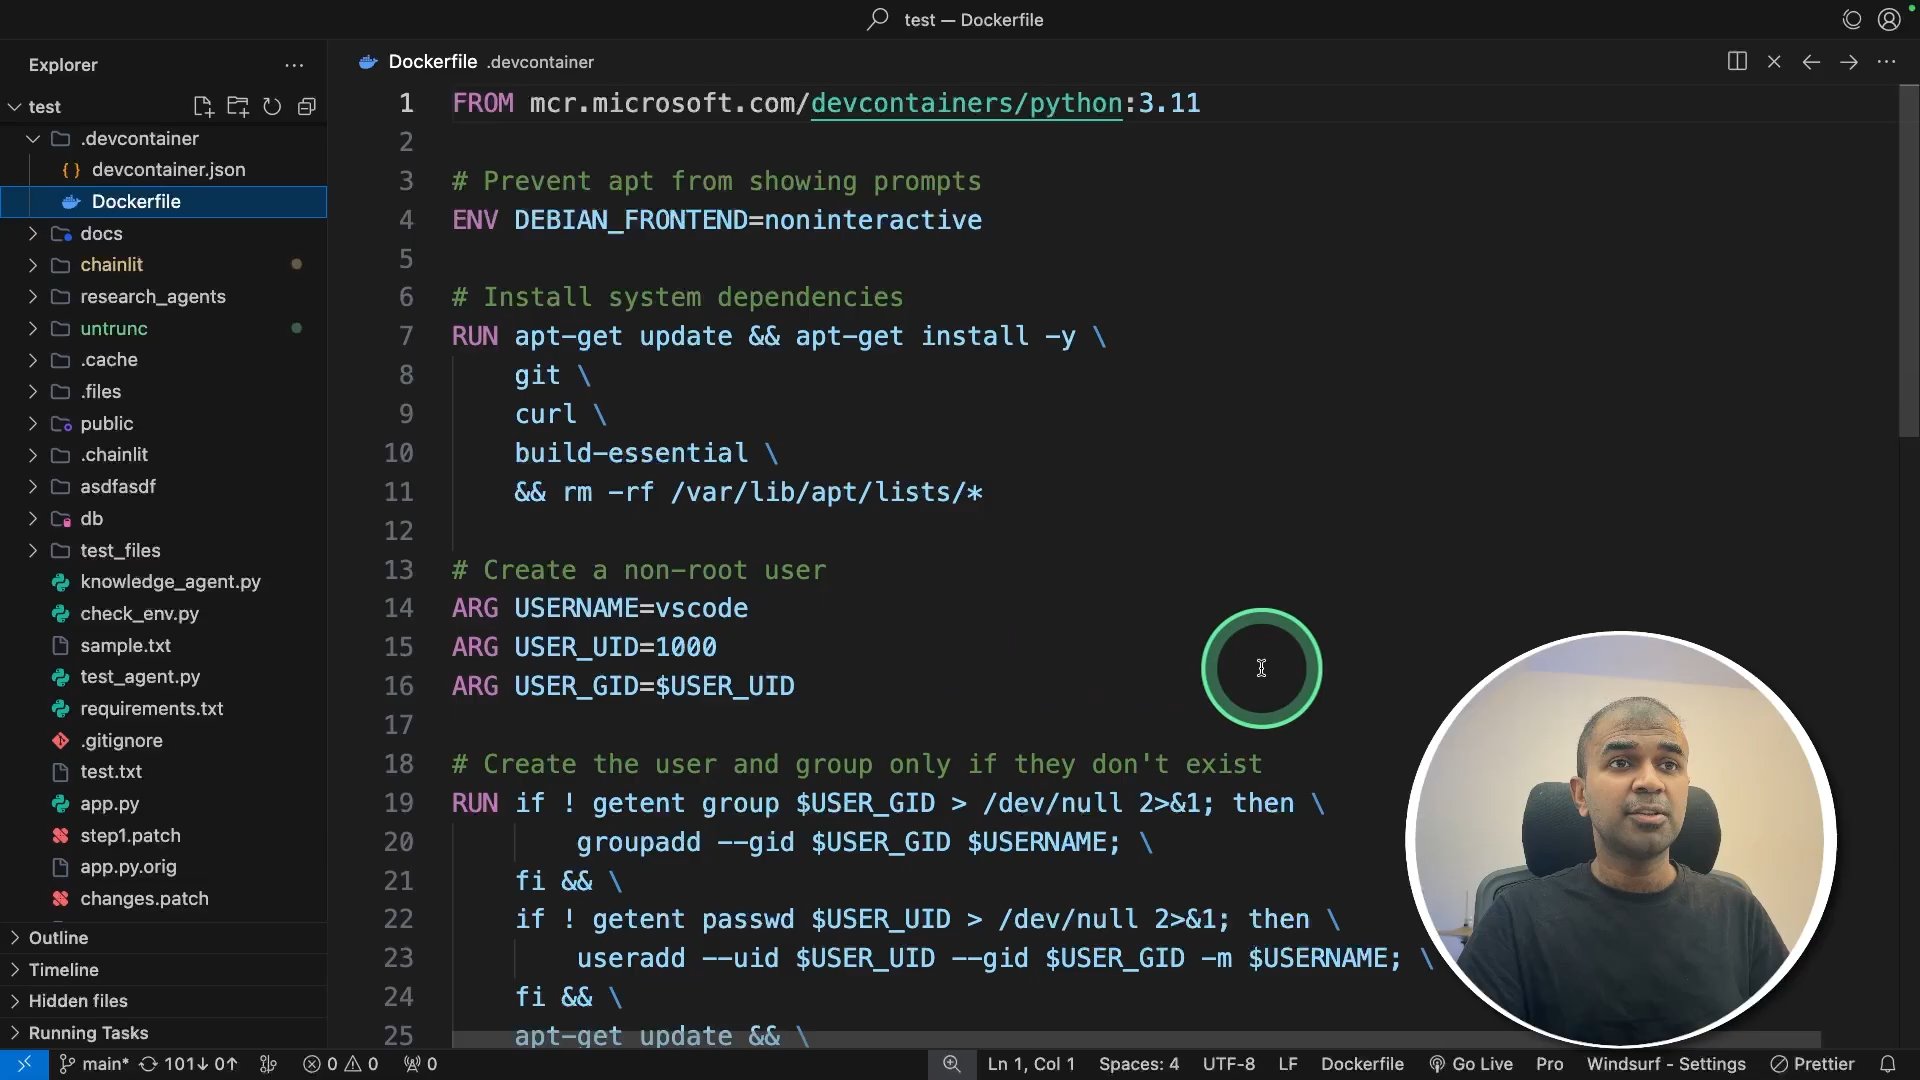 test — Dockerfile
Explorer
test
.devcontainer
devcontainer.json
Dockerfile
docs
chainlit
research_agents
untrunc
.cache
.files
public
.chainlit
asdfasdf
db
test_files
knowledge_agent.py
check_env.py
sample.txt
test_agent.py
requirements.txt
.gitignore
test.txt
app.py
step1.patch
app.py.orig
changes.patch
Outline
Timeline
Hidden files
Running Tasks
Dockerfile .devcontainer
1 FROM mcr.microsoft.com/devcontainers/python:3.11
2
3 # Prevent apt from showing prompts
4 ENV DEBIAN_FRONTEND=noninteractive
5
6 # Install system dependencies
7 RUN apt-get update && apt-get install -y \
8 git \
9 curl \
10 build-essential \
11 && rm -rf /var/lib/apt/lists/*
12
13 # Create a non-root user
14 ARG USERNAME=vscode
15 ARG USER_UID=1000
16 ARG USER_GID=$USER_UID
17
18 # Create the user and group only if they don't exist
19 RUN if ! getent group $USER_GID > /dev/null 2>&1; then \
20 groupadd --gid $USER_GID $USERNAME; \
21 fi && \
22 if ! getent passwd $USER_UID > /dev/null 2>&1; then \
23 useradd --uid $USER_UID --gid $USER_GID -m $USERNAME; \
24 fi && \
25 apt-get update && \
main* 101↓ 0↑ 0 0 0 Ln 1, Col 1 Spaces: 4 UTF-8 LF Dockerfile Go Live Pro Windsurf - Settings Prettier